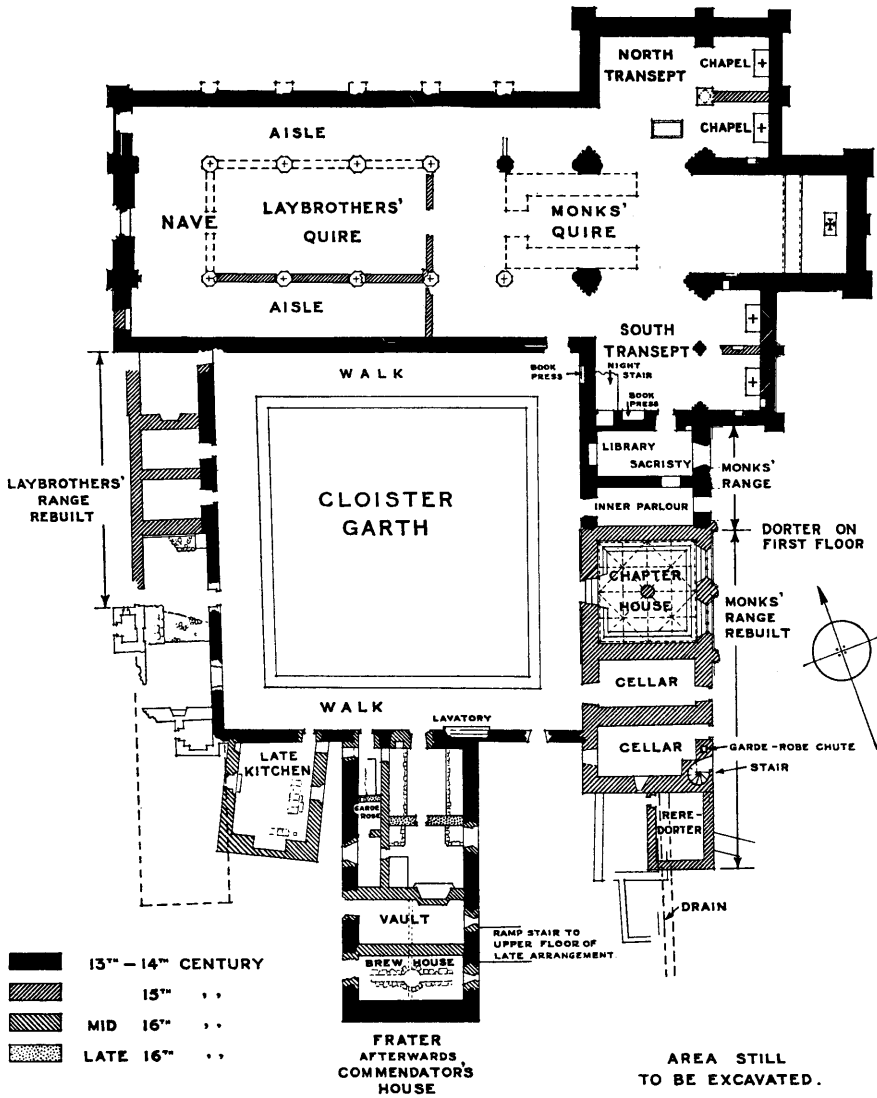 NORTH
TRANSEPT
CHAPEL
CHAPEL
AISLE
NAVE
LAYBROTHERS'
QUIRE
MONKS'
QUIRE
AISLE
SOUTH
TRANSEPT
WALK
BOOK
PRESS
NIGHT
STAIR
BOOK
PRESS
LIBRARY
SACRISTY
MONKS'
RANGE
LAYBROTHERS'
RANGE
REBUILT
CLOISTER
GARTH
INNER PARLOUR
DORTER ON
FIRST FLOOR
CHAPTER
HOUSE
MONKS'
RANGE
REBUILT
CELLAR
WALK
LAVATORY
CELLAR
GARDE-ROBE CHUTE
STAIR
LATE
KITCHEN
GARDE
ROBE
RERE-
DORTER
VAULT
DRAIN
RAMP STAIR TO
UPPER FLOOR OF
LATE ARRANGEMENT
BREW HOUSE
13TH–14TH CENTURY
15TH ,,
MID 16TH ,,
LATE 16TH ,,
FRATER
AFTERWARDS
COMMENDATOR'S
HOUSE
AREA STILL
TO BE EXCAVATED.